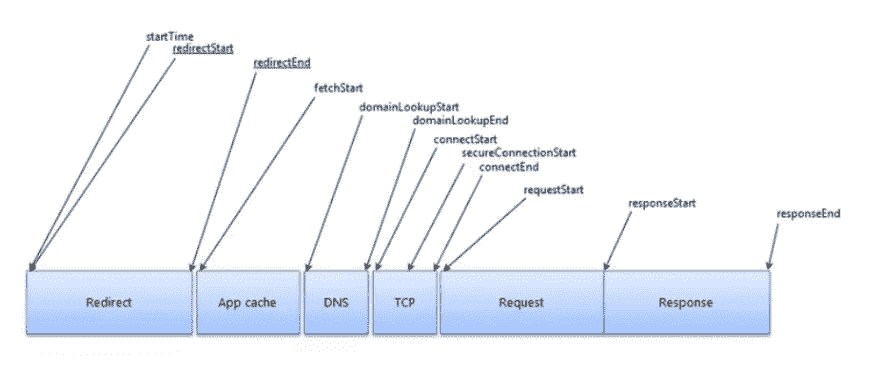 startTime
redirectStart
redirectEnd
fetchStart
domainLookupStart
domainLookupEnd
connectStart
secureConnectionStart
connectEnd
requestStart
responseStart
responseEnd
Redirect
App cache
DNS
TCP
Request
Response